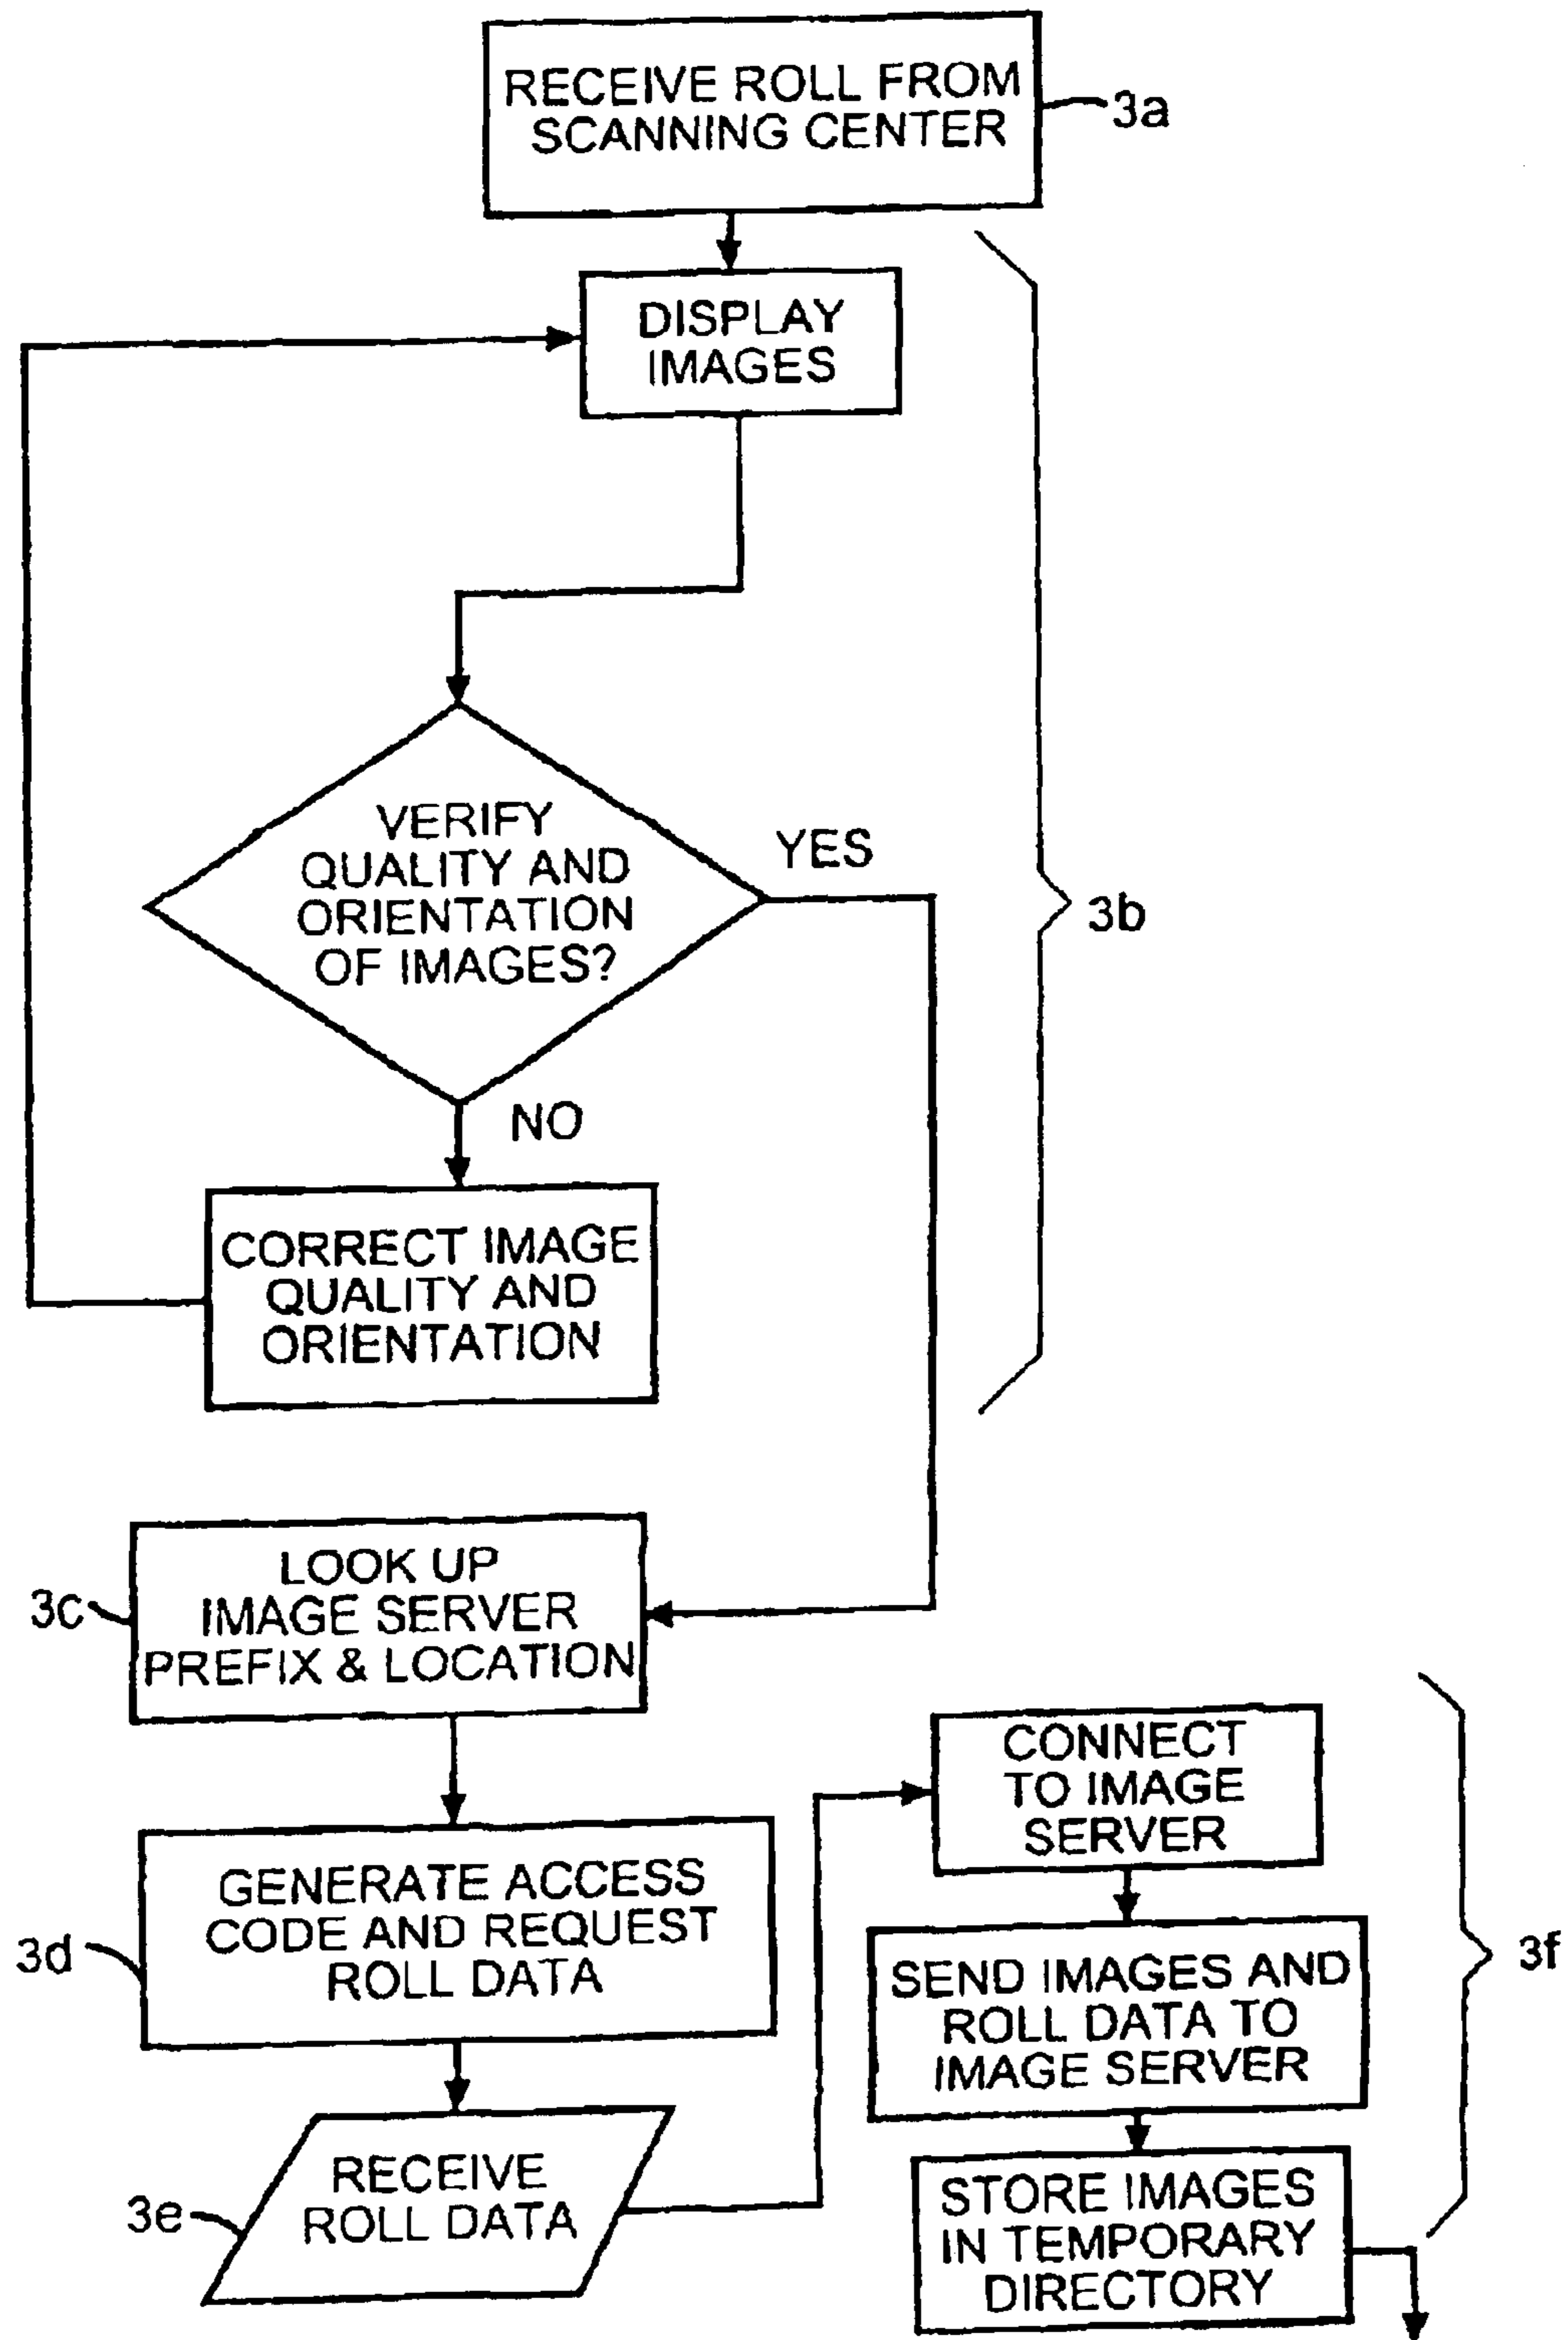 RECEIVE ROLL FROM
SCANNING CENTER
3a
DISPLAY
IMAGES
VERIFY
QUALITY AND
ORIENTATION
OF IMAGES?
YES
3b
NO
CORRECT IMAGE
QUALITY AND
ORIENTATION
LOOK UP
IMAGE SERVER
PREFIX & LOCATION
3c
GENERATE ACCESS
CODE AND REQUEST
ROLL DATA
3d
RECEIVE
ROLL DATA
3e
CONNECT
TO IMAGE
SERVER
SEND IMAGES AND
ROLL DATA TO
IMAGE SERVER
3f
STORE IMAGES
IN TEMPORARY
DIRECTORY